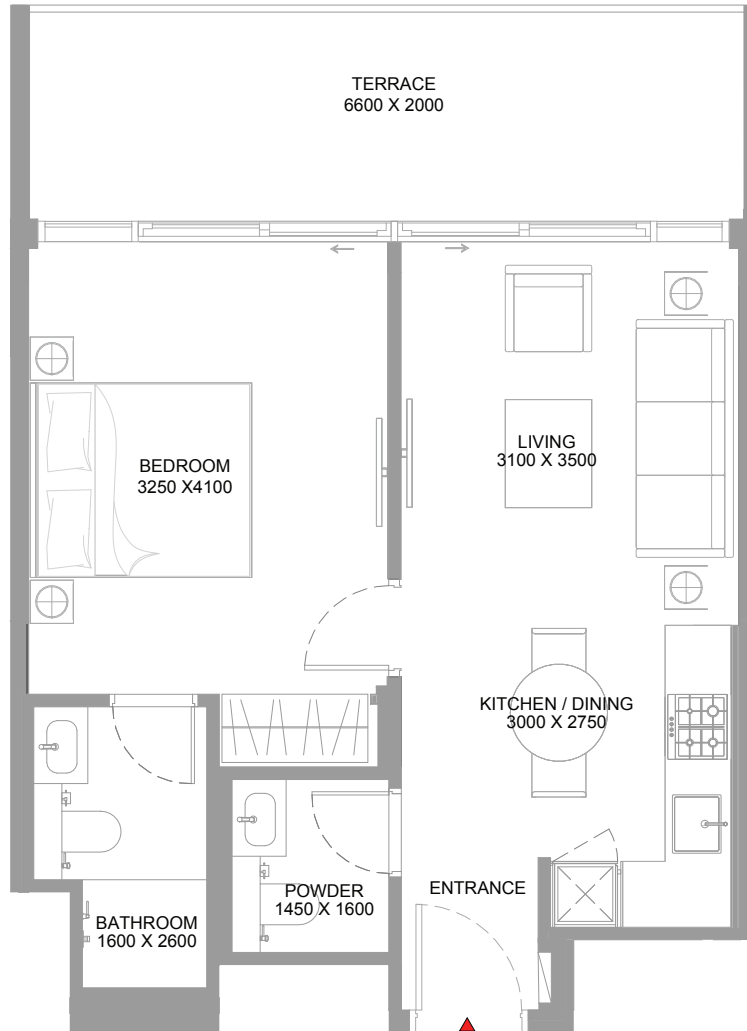 TERRACE
6600 X 2000
LIVING
3100 X 3500
BEDROOM
3250 X4100
KITCHEN / DINING
3000 X 2750
POWDER
1450 X 1600
ENTRANCE
BATHROOM
1600 X 2600